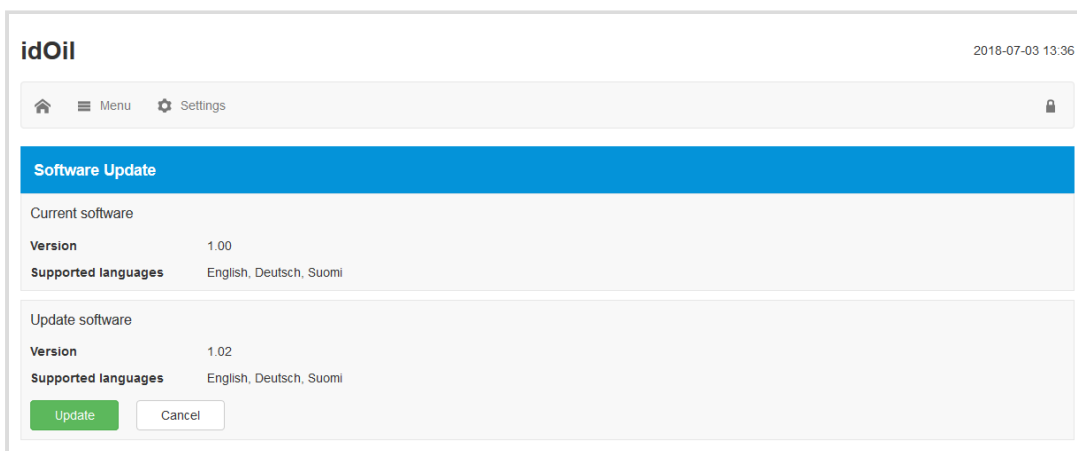 idOil
2018-07-03 13:36
Menu Settings
Software Update
Current software
Version 1.00
Supported languages English, Deutsch, Suomi
Update software
Version 1.02
Supported languages English, Deutsch, Suomi
Update Cancel